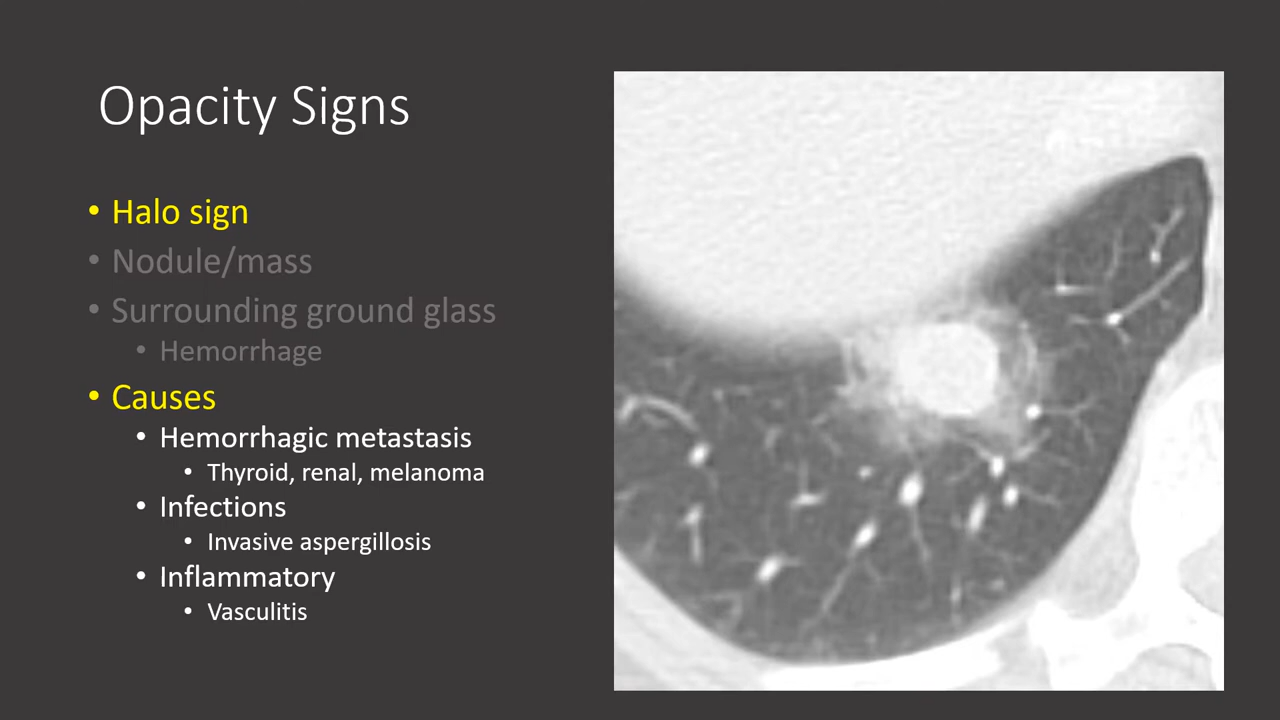 Opacity Signs
• Halo sign
• Nodule/mass
• Surrounding ground glass
• Hemorrhage
• Causes
• Hemorrhagic metastasis
• Thyroid, renal, melanoma
• Infections
• Invasive aspergillosis
• Inflammatory
• Vasculitis